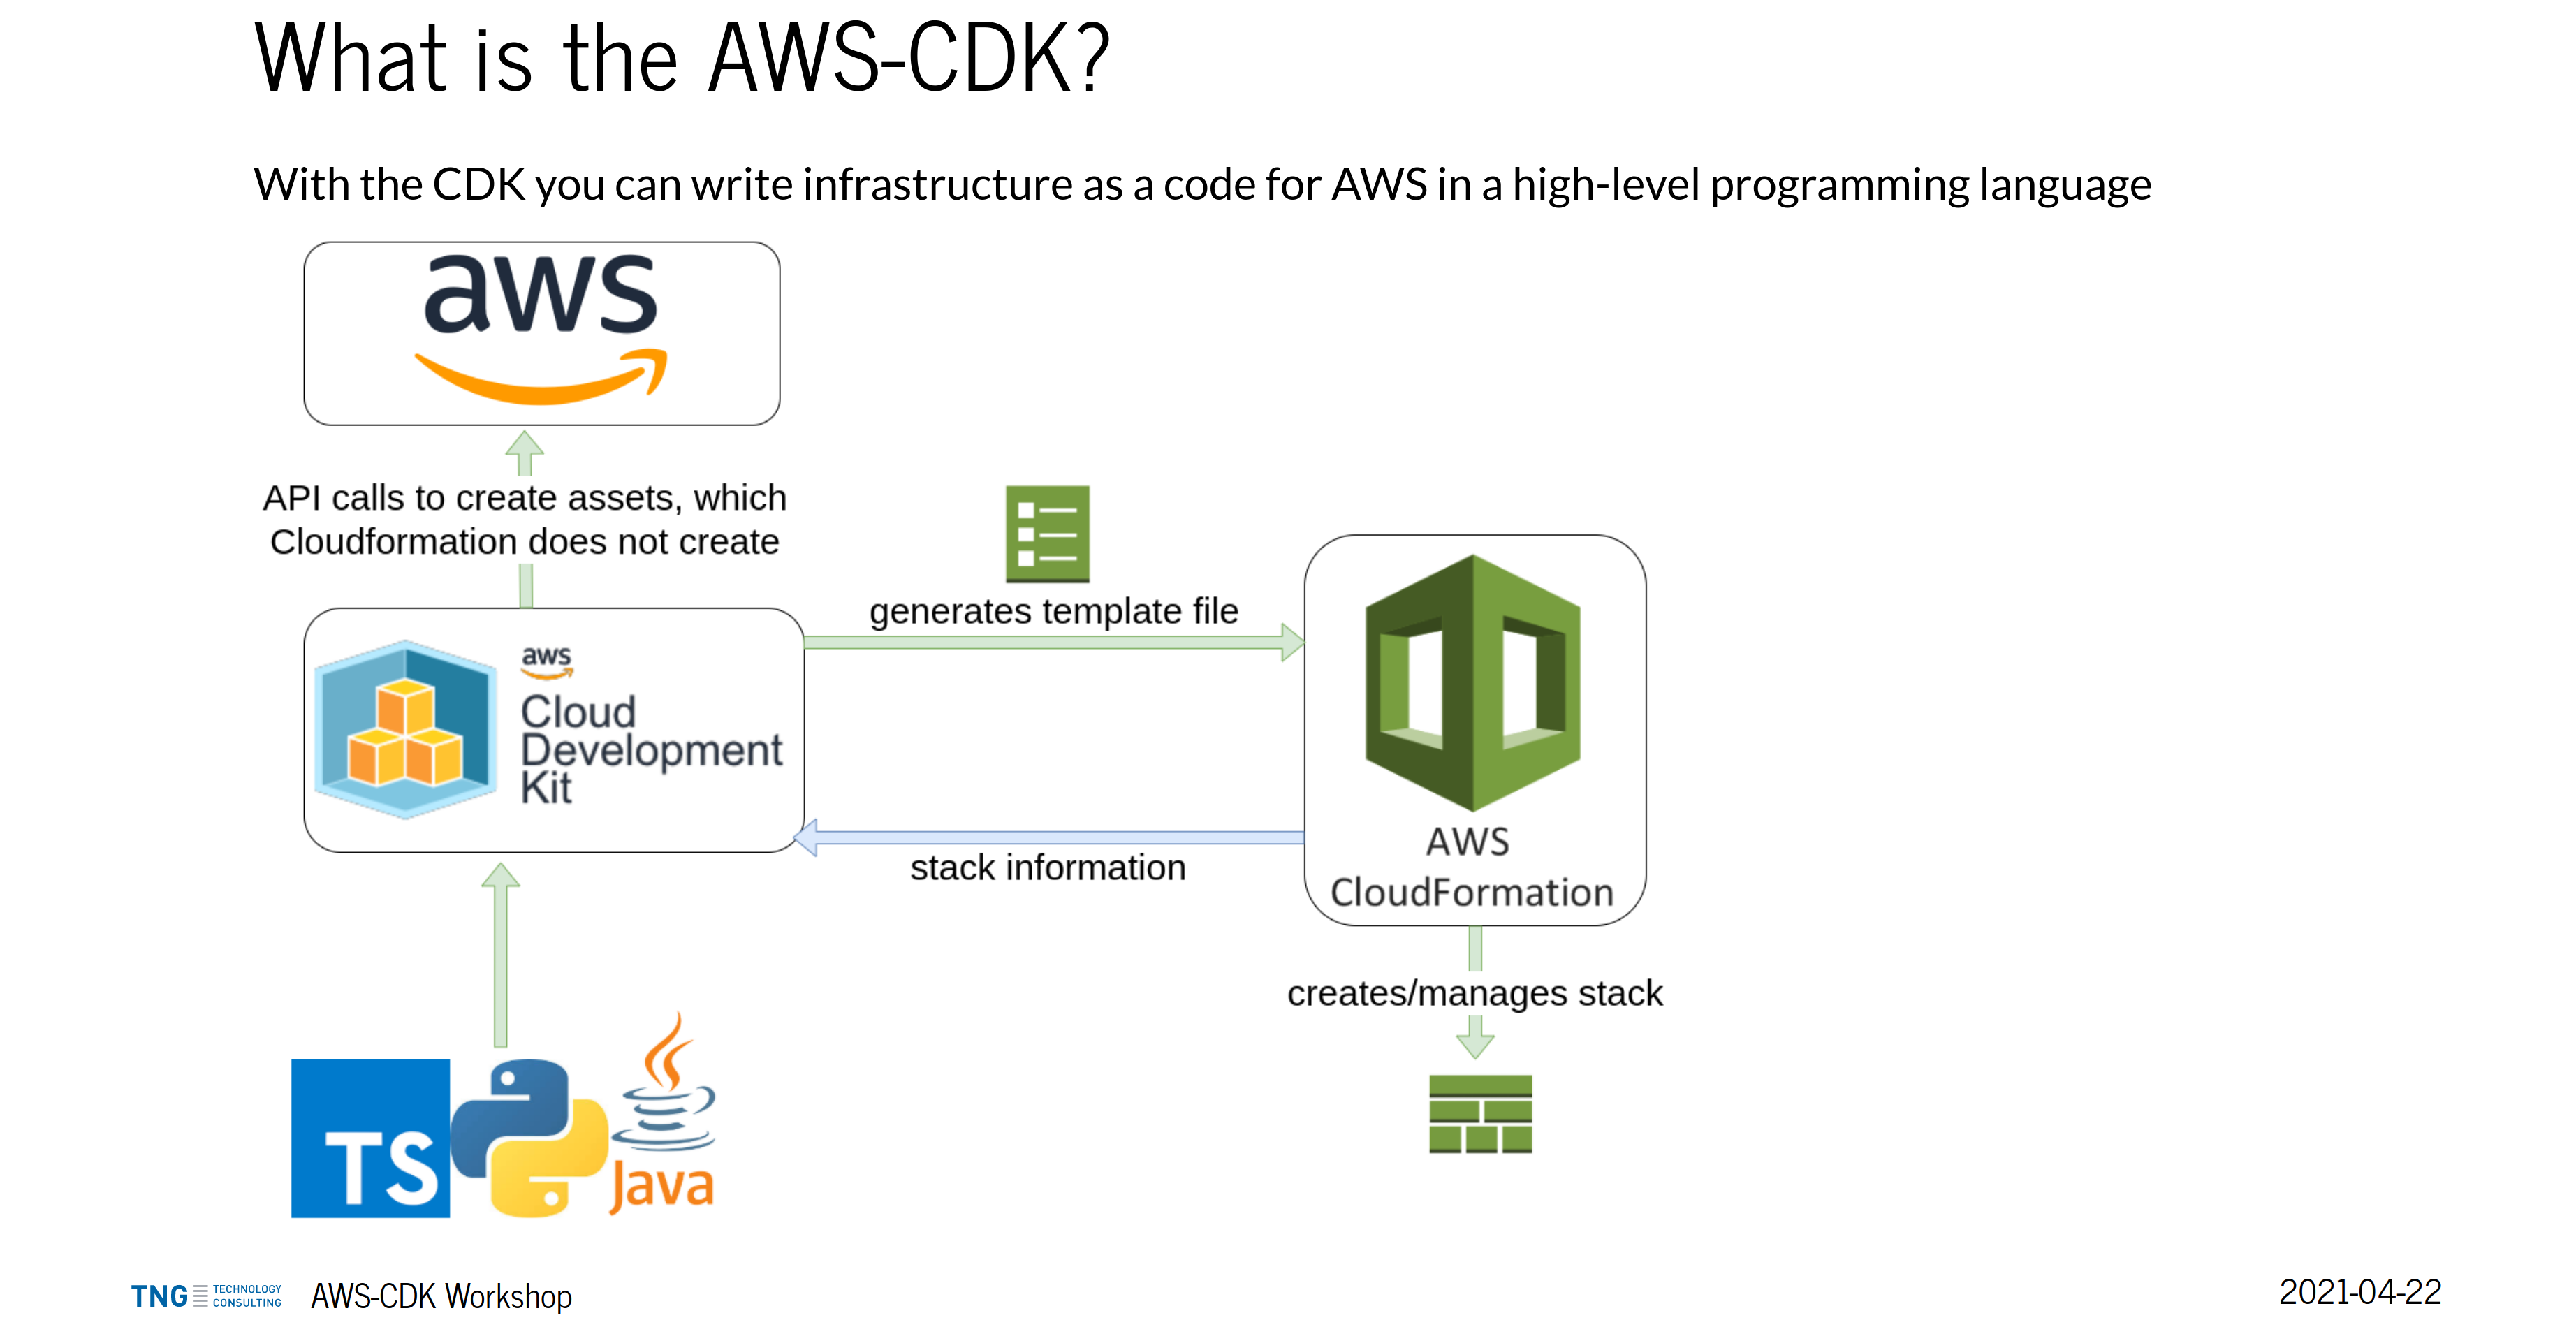 What is the AWS-CDK?
With the CDK you can write infrastructure as a code for AWS in a high-level programming language
aws
API calls to create assets, which
Cloudformation does not create
generates template file
aws
Cloud
Development
Kit
AWS
CloudFormation
stack information
creates/manages stack
TS
Java
TNG TECHNOLOGY
CONSULTING
AWS-CDK Workshop
2021-04-22